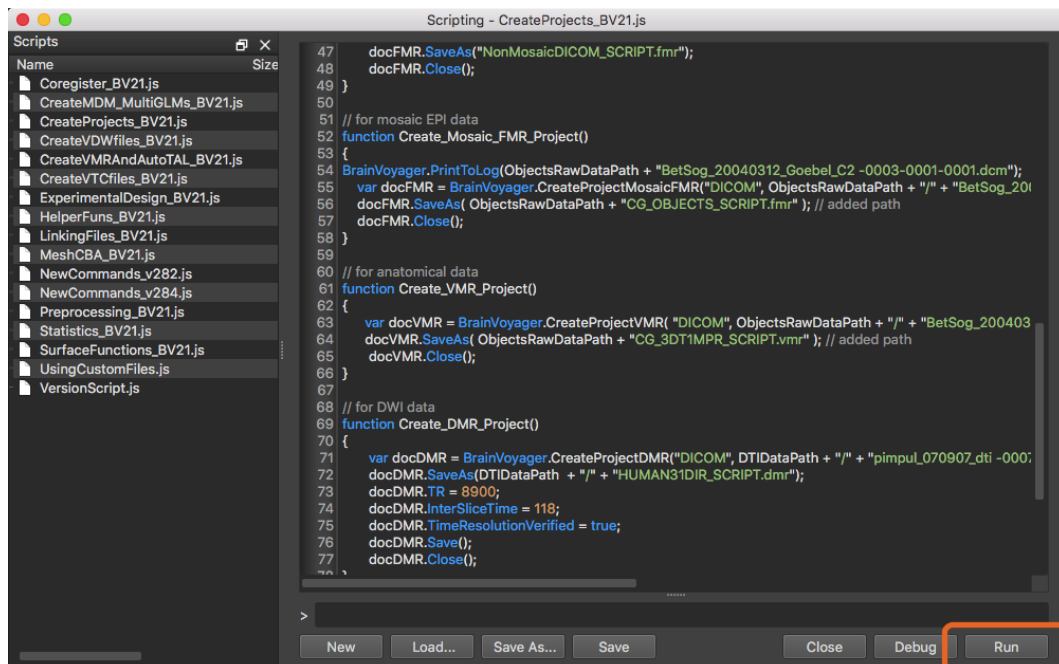 Scripting - CreateProjects_BV21.js
Scripts
Name Size
Coregister_BV21.js
CreateMDM_MultiGLMs_BV21.js
CreateProjects_BV21.js
CreateVDWfiles_BV21.js
CreateVMRAndAutoTAL_BV21.js
CreateVTCfiles_BV21.js
ExperimentalDesign_BV21.js
HelperFuns_BV21.js
LinkingFiles_BV21.js
MeshCBA_BV21.js
NewCommands_v282.js
NewCommands_v284.js
Preprocessing_BV21.js
Statistics_BV21.js
SurfaceFunctions_BV21.js
UsingCustomFiles.js
VersionScript.js
47 docFMR.SaveAs("NonMosaicDICOM_SCRIPT.fmr");
48 docFMR.Close();
49 }
50
51 // for mosaic EPI data
52 function Create_Mosaic_FMR_Project()
53 {
54 BrainVoyager.PrintToLog(ObjectsRawDataPath + "BetSog_20040312_Goebel_C2 -0003-0001-0001.dcm");
55 var docFMR = BrainVoyager.CreateProjectMosaicFMR("DICOM", ObjectsRawDataPath + "/" + "BetSog_200
56 docFMR.SaveAs( ObjectsRawDataPath + "CG_OBJECTS_SCRIPT.fmr" ); // added path
57 docFMR.Close();
58 }
59
60 // for anatomical data
61 function Create_VMR_Project()
62 {
63 var docVMR = BrainVoyager.CreateProjectVMR( "DICOM", ObjectsRawDataPath + "/" + "BetSog_200403
64 docVMR.SaveAs( ObjectsRawDataPath + "CG_3DT1MPR_SCRIPT.vmr" ); // added path
65 docVMR.Close();
66 }
67
68 // for DWI data
69 function Create_DMR_Project()
70 {
71 var docDMR = BrainVoyager.CreateProjectDMR("DICOM", DTIDataPath + "/" + "pimpul_070907_dti -0007
72 docDMR.SaveAs(DTIDataPath + "/" + "HUMAN31DIR_SCRIPT.dmr");
73 docDMR.TR = 8900;
74 docDMR.InterSliceTime = 118;
75 docDMR.TimeResolutionVerified = true;
76 docDMR.Save();
77 docDMR.Close();
>
New Load... Save As... Save Close Debug Run